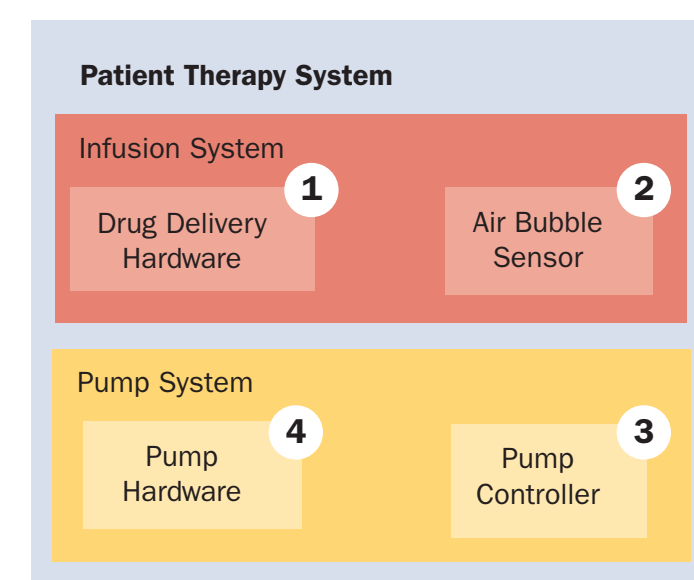 Patient Therapy System
Infusion System
1
2
Drug Delivery
Hardware
Air Bubble
Sensor
Pump System
4
3
Pump
Hardware
Pump
Controller